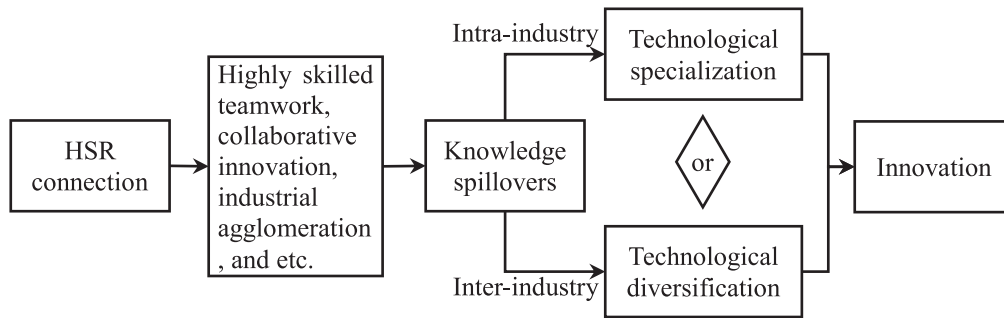 HSR
connection
Highly skilled
teamwork,
collaborative
innovation,
industrial
agglomeration
, and etc.
Knowledge
spillovers
Intra-industry
Technological
specialization
or
Inter-industry
Technological
diversification
Innovation